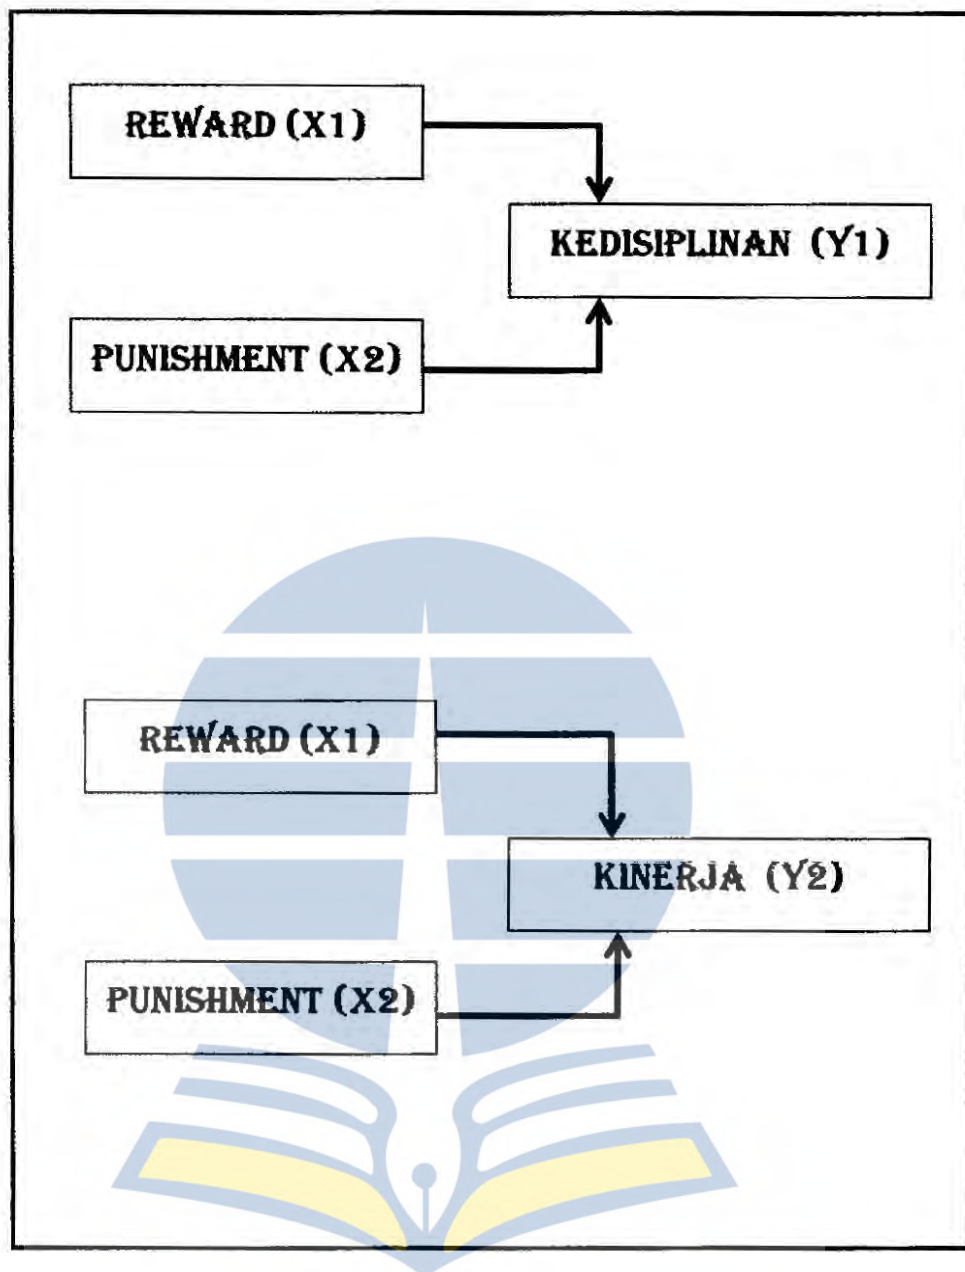 REWARD (X1)
KEDISIPLINAN (Y1)
PUNISHMENT (X2)
REWARD (X1)
KINERJA (Y2)
PUNISHMENT (X2)